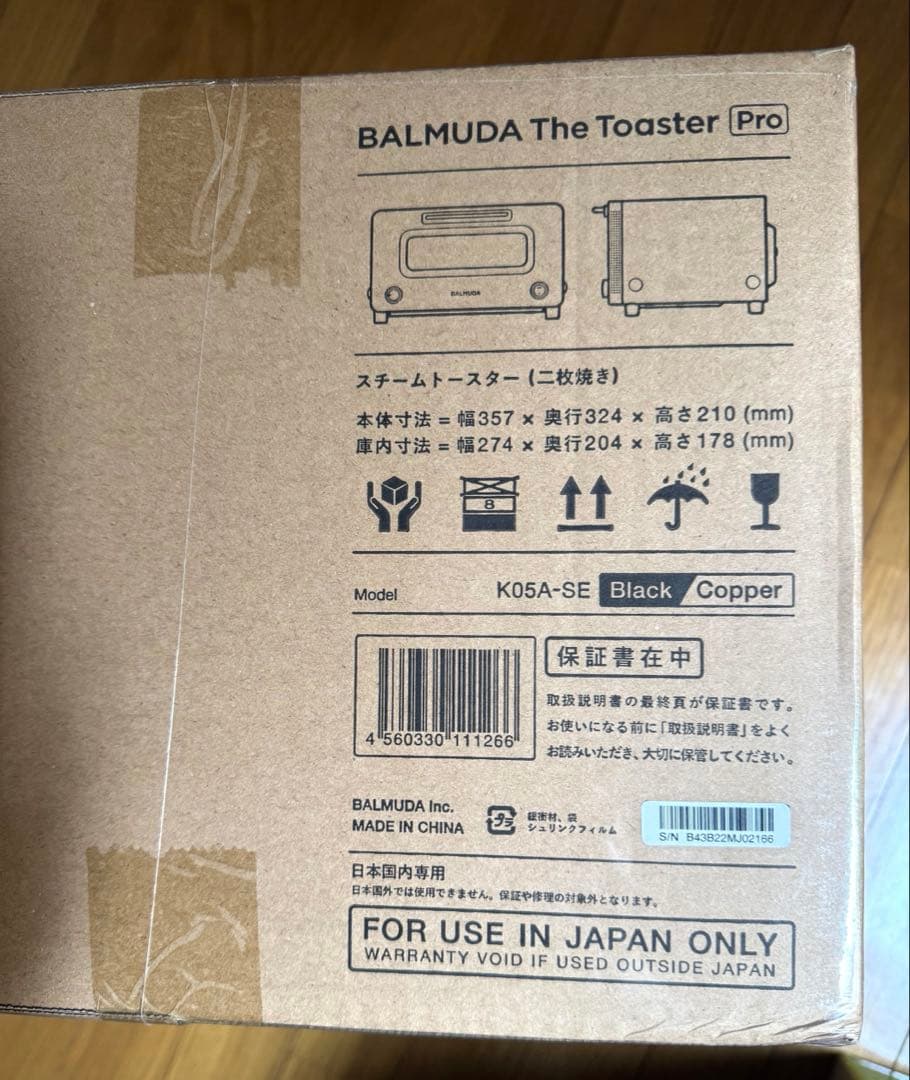 BALMUDA The Toaster Pro
BALMUDA
スチームトースター (二枚焼き)
本体寸法 = 幅357 × 奥行324 × 高さ210 (mm)
庫内寸法 = 幅274 × 奥行204 × 高さ178 (mm)
8
Model K05A-SE Black/Copper
4 560330 111266
保証書在中
取扱説明書の最終頁が保証書です。
お使いになる前に「取扱説明書」をよく
お読みいただき、大切に保管してください。
BALMUDA Inc.
MADE IN CHINA
プラ
緩衝材、袋
シュリンクフィルム
S/N B43B22MJ02166
日本国内専用
日本国外では使用できません。保証や修理の対象外となります。
FOR USE IN JAPAN ONLY
WARRANTY VOID IF USED OUTSIDE JAPAN